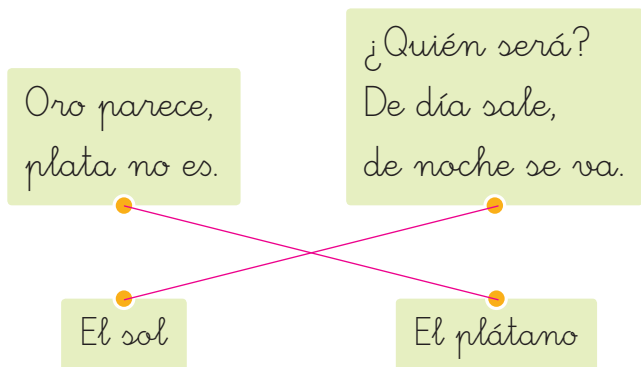 Oro parece,
plata no es.
¿Quién será?
De día sale,
de noche se va.
El sol
El plátano